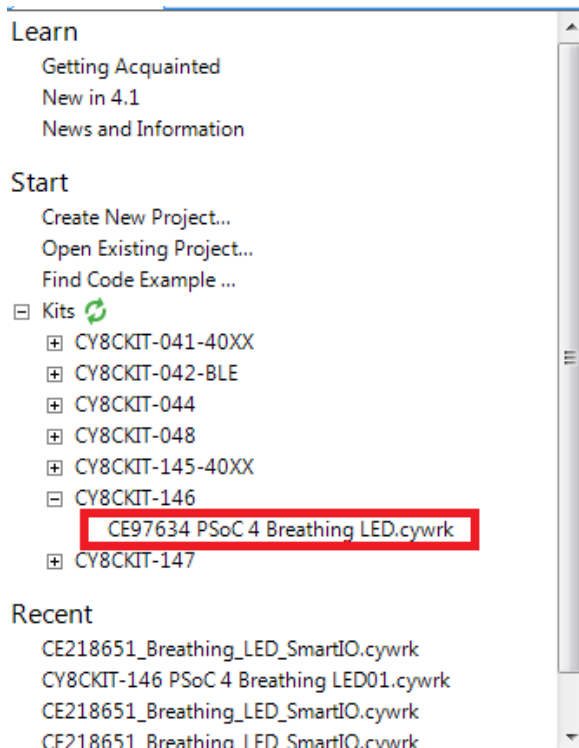 Learn
Getting Acquainted
New in 4.1
News and Information
Start
Create New Project...
Open Existing Project...
Find Code Example ...
Kits
CY8CKIT-041-40XX
CY8CKIT-042-BLE
CY8CKIT-044
CY8CKIT-048
CY8CKIT-145-40XX
CY8CKIT-146
CE97634 PSoC 4 Breathing LED.cywrk
CY8CKIT-147
Recent
CE218651_Breathing_LED_SmartIO.cywrk
CY8CKIT-146 PSoC 4 Breathing LED01.cywrk
CE218651_Breathing_LED_SmartIO.cywrk
CE218651_Breathing_LED_SmartIO.cywrk